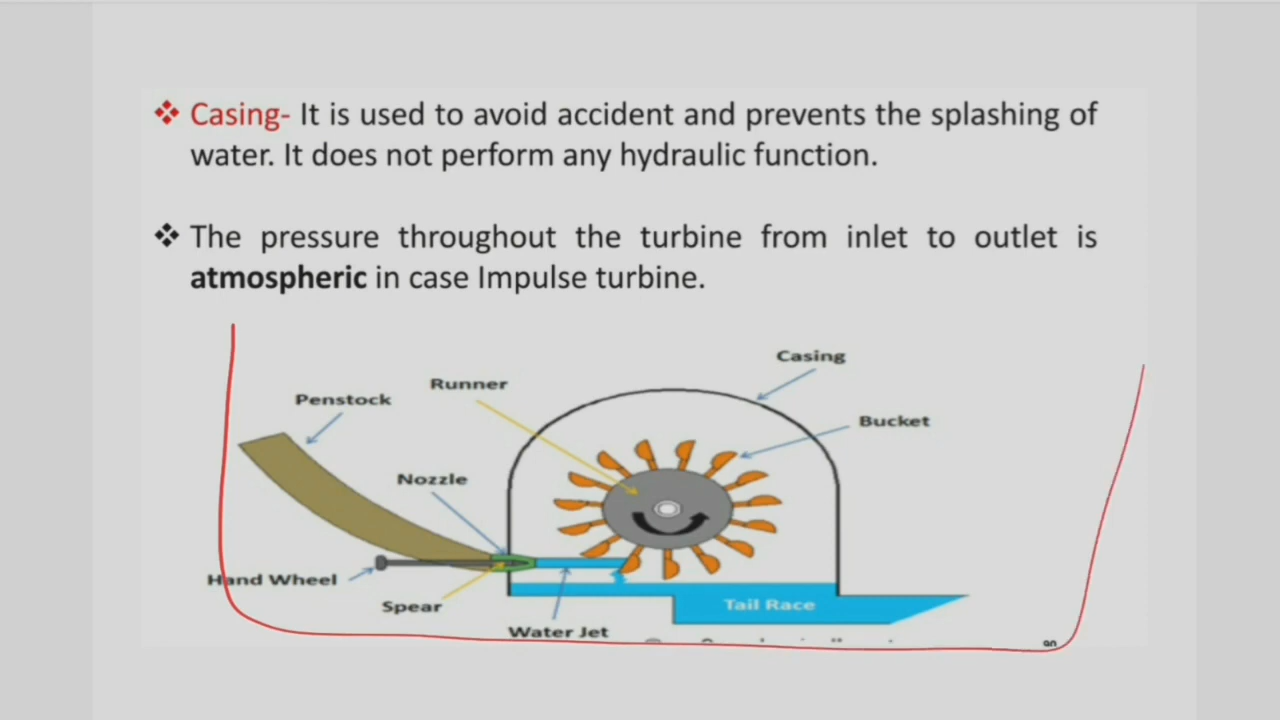 ❖ Casing- It is used to avoid accident and prevents the splashing of
water. It does not perform any hydraulic function.
❖ The pressure throughout the turbine from inlet to outlet is
atmospheric in case Impulse turbine.
Casing
Runner
Penstock
Bucket
Nozzle
Hand Wheel
Spear
Tail Race
Water Jet